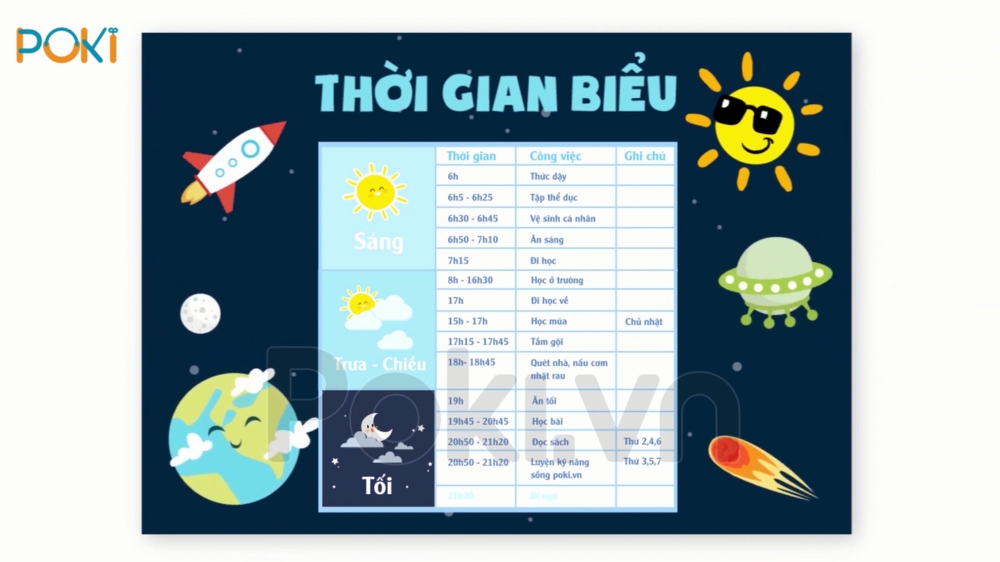 POKI
THỜI GIAN BIỂU
Thời gian Công việc Ghi chú
Sáng
6h Thức dậy
6h5 - 6h25 Tập thể dục
6h30 - 6h45 Vệ sinh cá nhân
6h50 - 7h10 Ăn sáng
7h15 Đi học
Trưa - Chiều
8h - 16h30 Học ở trường
17h Đi học về
15h - 17h Học múa Chủ nhật
17h15 - 17h45 Tắm gội
18h- 18h45 Quét nhà, nấu cơm
nhặt rau
Tối
19h Ăn tối
19h45 - 20h45 Học bài
20h50 - 21h20 Đọc sách Thứ 2,4,6
20h50 - 21h20 Luyện kỹ năng Thứ 3,5,7
sống poki.vn
21h30 Đi ngủ
Poki.vn